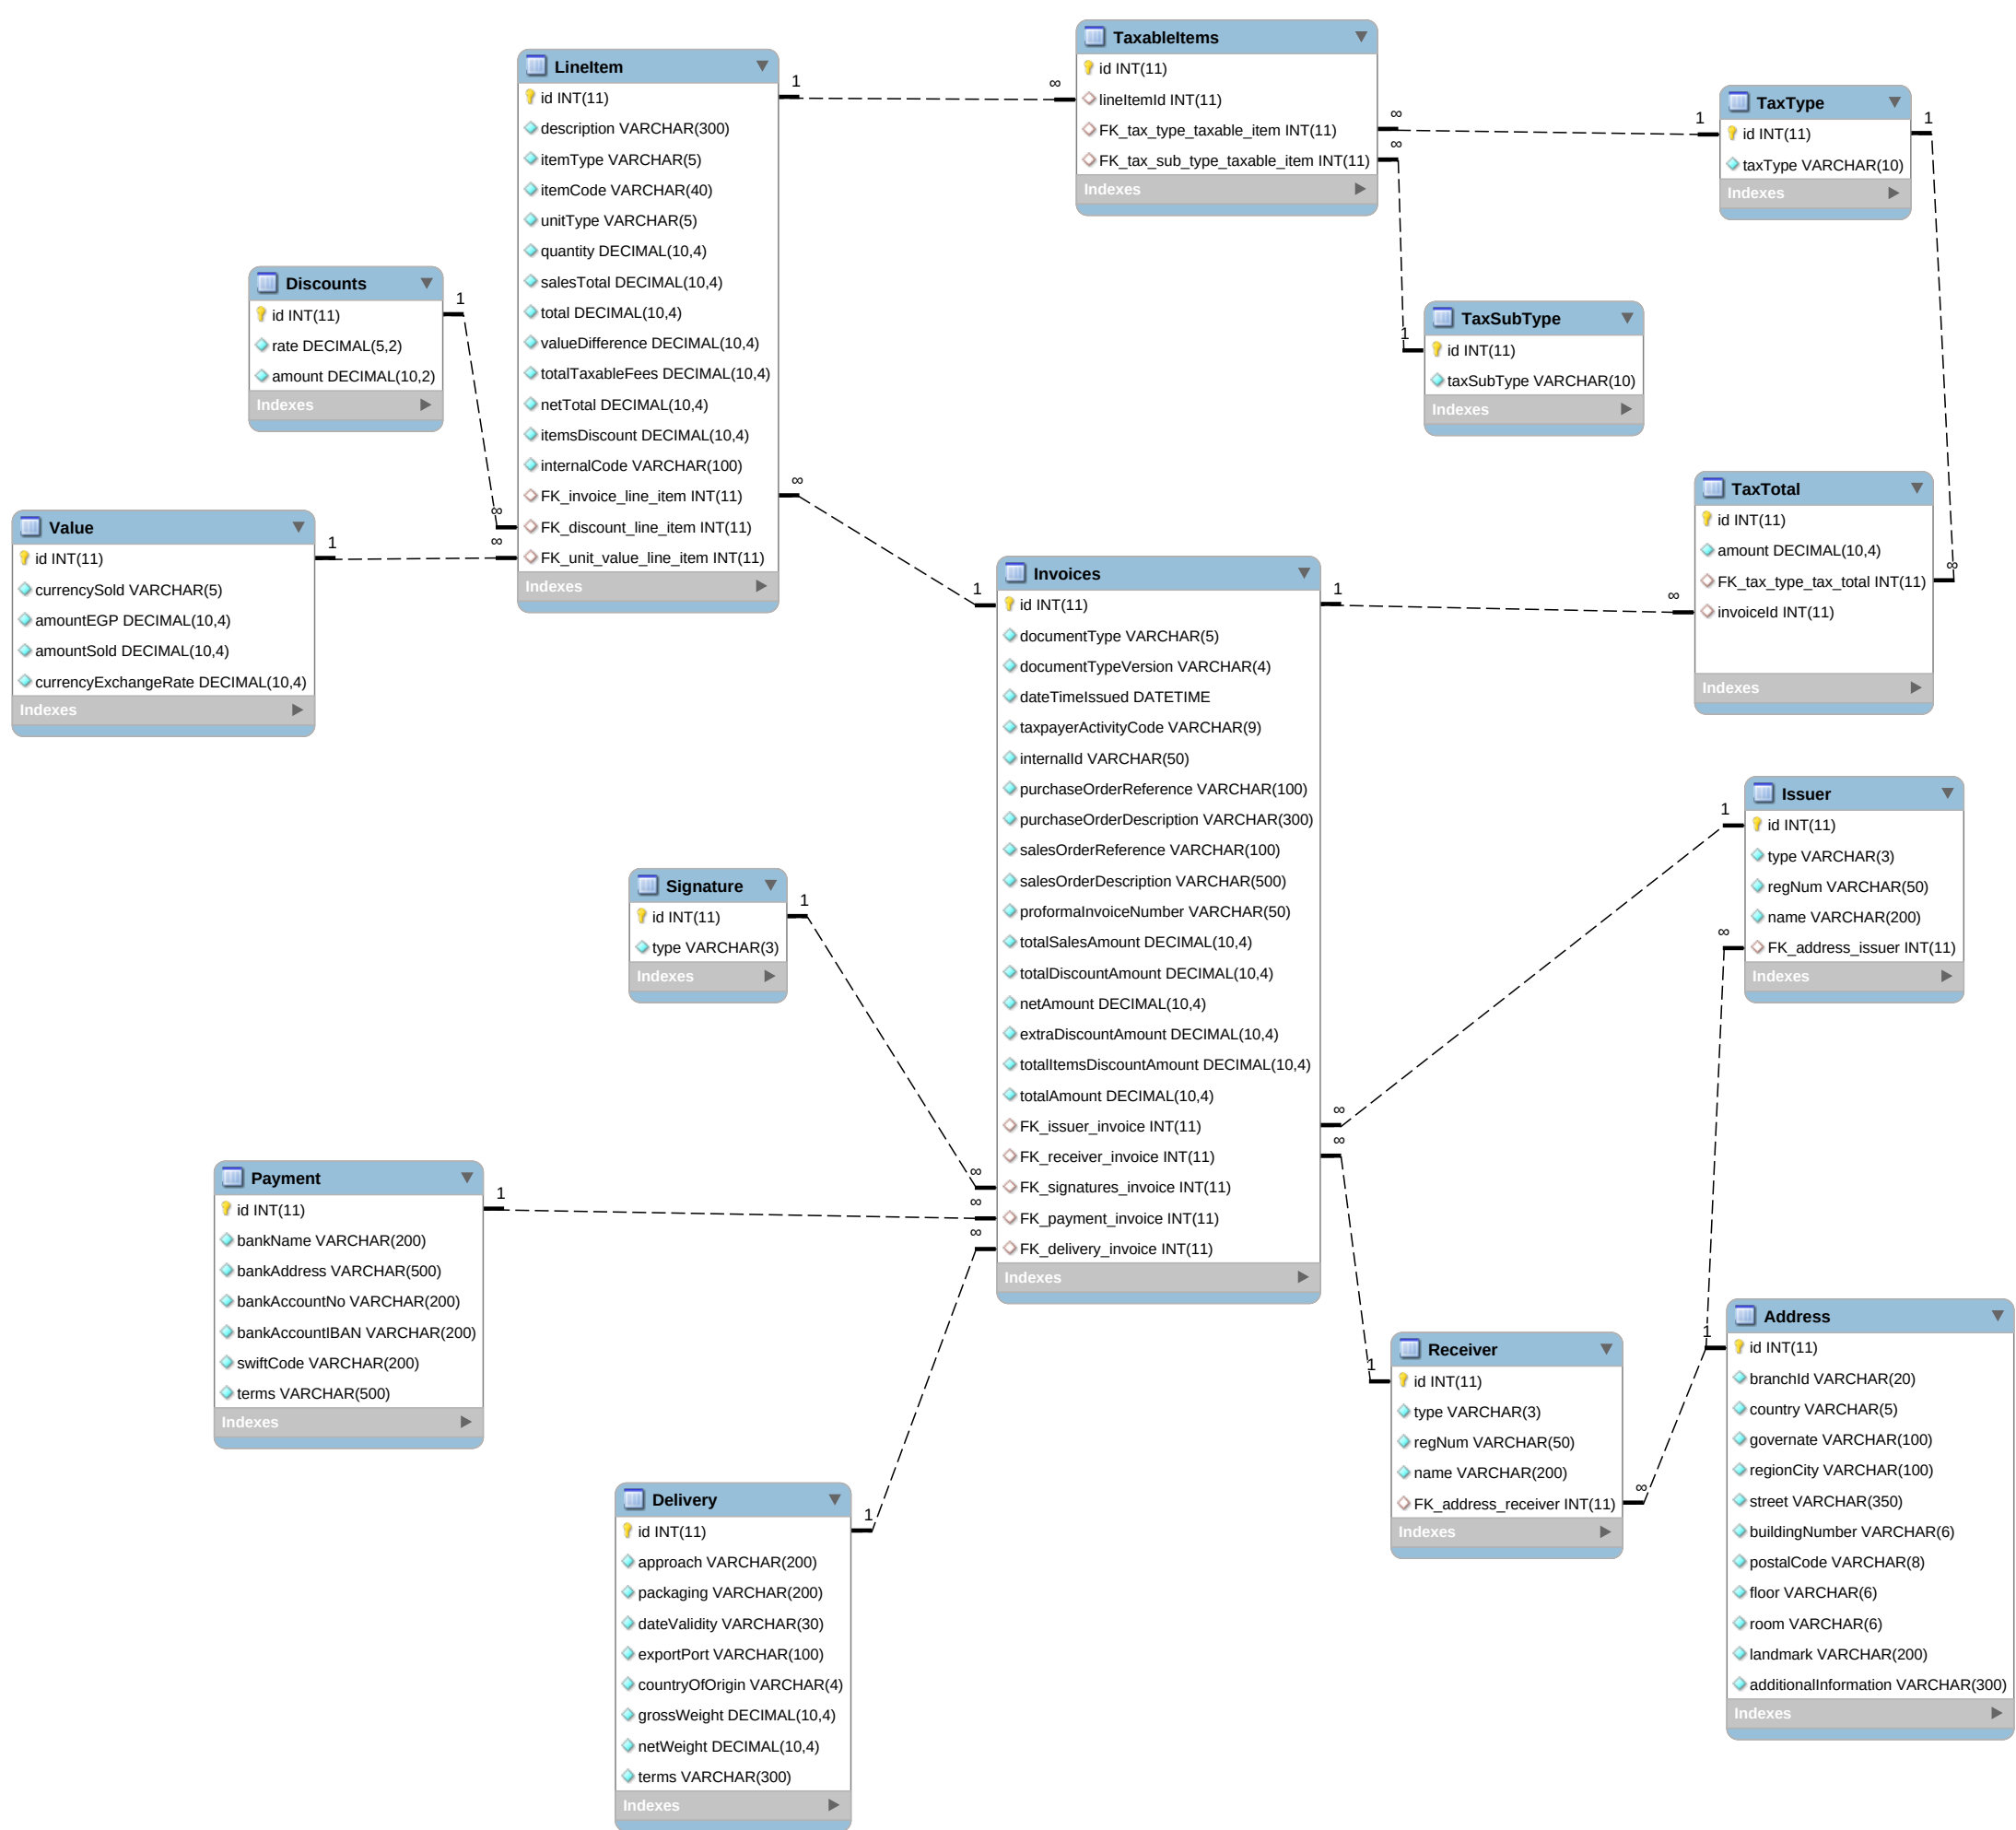 TaxableItems
id INT(11)
lineItemId INT(11)
FK_tax_type_taxable_item INT(11)
FK_tax_sub_type_taxable_item INT(11)
Indexes
LineItem
id INT(11)
description VARCHAR(300)
itemType VARCHAR(5)
itemCode VARCHAR(40)
unitType VARCHAR(5)
quantity DECIMAL(10,4)
salesTotal DECIMAL(10,4)
total DECIMAL(10,4)
valueDifference DECIMAL(10,4)
totalTaxableFees DECIMAL(10,4)
netTotal DECIMAL(10,4)
itemsDiscount DECIMAL(10,4)
internalCode VARCHAR(100)
FK_invoice_line_item INT(11)
FK_discount_line_item INT(11)
FK_unit_value_line_item INT(11)
Indexes
1
∞
∞
1
∞
1
1
∞
1
TaxType
id INT(11)
taxType VARCHAR(10)
Indexes
Discounts
id INT(11)
rate DECIMAL(5,2)
amount DECIMAL(10,2)
Indexes
1
∞
TaxSubType
id INT(11)
taxSubType VARCHAR(10)
Indexes
TaxTotal
id INT(11)
amount DECIMAL(10,4)
FK_tax_type_tax_total INT(11)
invoiceId INT(11)
Indexes
∞
Value
id INT(11)
currencySold VARCHAR(5)
amountEGP DECIMAL(10,4)
amountSold DECIMAL(10,4)
currencyExchangeRate DECIMAL(10,4)
Indexes
1
∞
∞
1
1
∞
Invoices
id INT(11)
documentType VARCHAR(5)
documentTypeVersion VARCHAR(4)
dateTimeIssued DATETIME
taxpayerActivityCode VARCHAR(9)
internalId VARCHAR(50)
purchaseOrderReference VARCHAR(100)
purchaseOrderDescription VARCHAR(300)
salesOrderReference VARCHAR(100)
salesOrderDescription VARCHAR(500)
proformaInvoiceNumber VARCHAR(50)
totalSalesAmount DECIMAL(10,4)
totalDiscountAmount DECIMAL(10,4)
netAmount DECIMAL(10,4)
extraDiscountAmount DECIMAL(10,4)
totalItemsDiscountAmount DECIMAL(10,4)
totalAmount DECIMAL(10,4)
FK_issuer_invoice INT(11)
FK_receiver_invoice INT(11)
FK_signatures_invoice INT(11)
FK_payment_invoice INT(11)
FK_delivery_invoice INT(11)
Indexes
Issuer
id INT(11)
type VARCHAR(3)
regNum VARCHAR(50)
name VARCHAR(200)
FK_address_issuer INT(11)
Indexes
1
∞
Signature
id INT(11)
type VARCHAR(3)
Indexes
1
∞
∞
∞
∞
∞
Payment
id INT(11)
bankName VARCHAR(200)
bankAddress VARCHAR(500)
bankAccountNo VARCHAR(200)
bankAccountIBAN VARCHAR(200)
swiftCode VARCHAR(200)
terms VARCHAR(500)
Indexes
1
Receiver
id INT(11)
type VARCHAR(3)
regNum VARCHAR(50)
name VARCHAR(200)
FK_address_receiver INT(11)
Indexes
1
∞
Address
id INT(11)
branchId VARCHAR(20)
country VARCHAR(5)
governate VARCHAR(100)
regionCity VARCHAR(100)
street VARCHAR(350)
buildingNumber VARCHAR(6)
postalCode VARCHAR(8)
floor VARCHAR(6)
room VARCHAR(6)
landmark VARCHAR(200)
additionalInformation VARCHAR(300)
Indexes
1
Delivery
id INT(11)
approach VARCHAR(200)
packaging VARCHAR(200)
dateValidity VARCHAR(30)
exportPort VARCHAR(100)
countryOfOrigin VARCHAR(4)
grossWeight DECIMAL(10,4)
netWeight DECIMAL(10,4)
terms VARCHAR(300)
Indexes
1